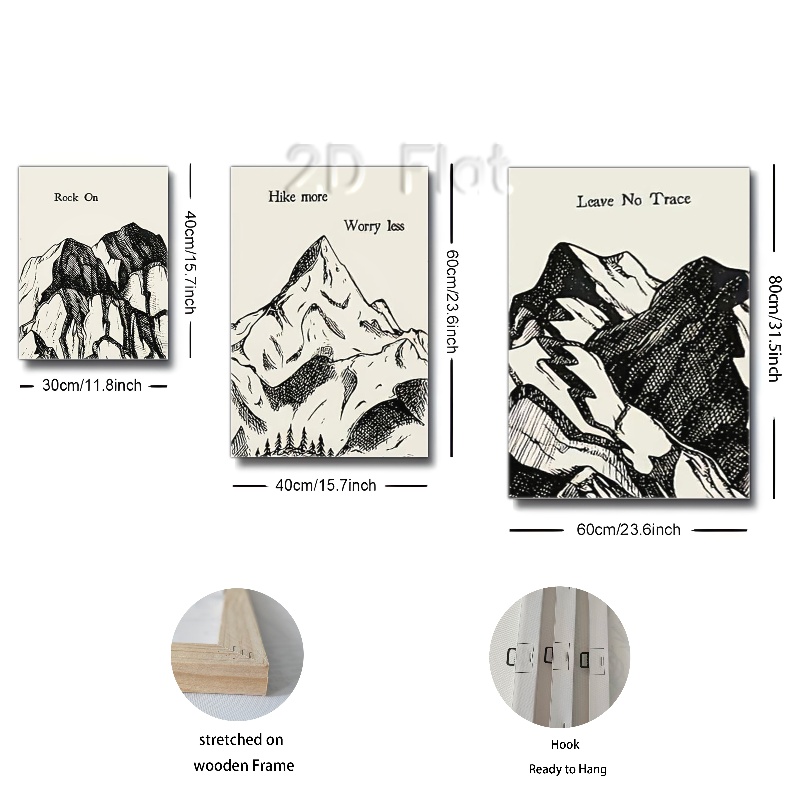 2.D Flat.
Rock On
40cm/15.7inch
30cm/11.8inch
Hike more
Worry less
60cm/23.6inch
40cm/15.7inch
Leave No Trace
80cm/31.5inch
60cm/23.6inch
stretched on
wooden Frame
Hook
Ready to Hang